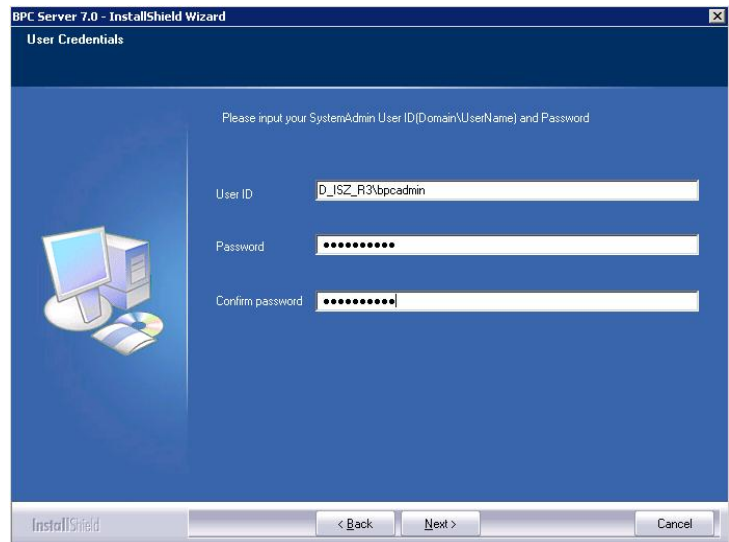 BPC Server 7.0 - InstallShield Wizard
User Credentials
Please input your SystemAdmin User ID(Domain\UserName) and Password
User ID
D_ISZ_R3\bpcadmin
Password
●●●●●●●●●●
Confirm password
●●●●●●●●●●
InstallShield
< Back
Next >
Cancel